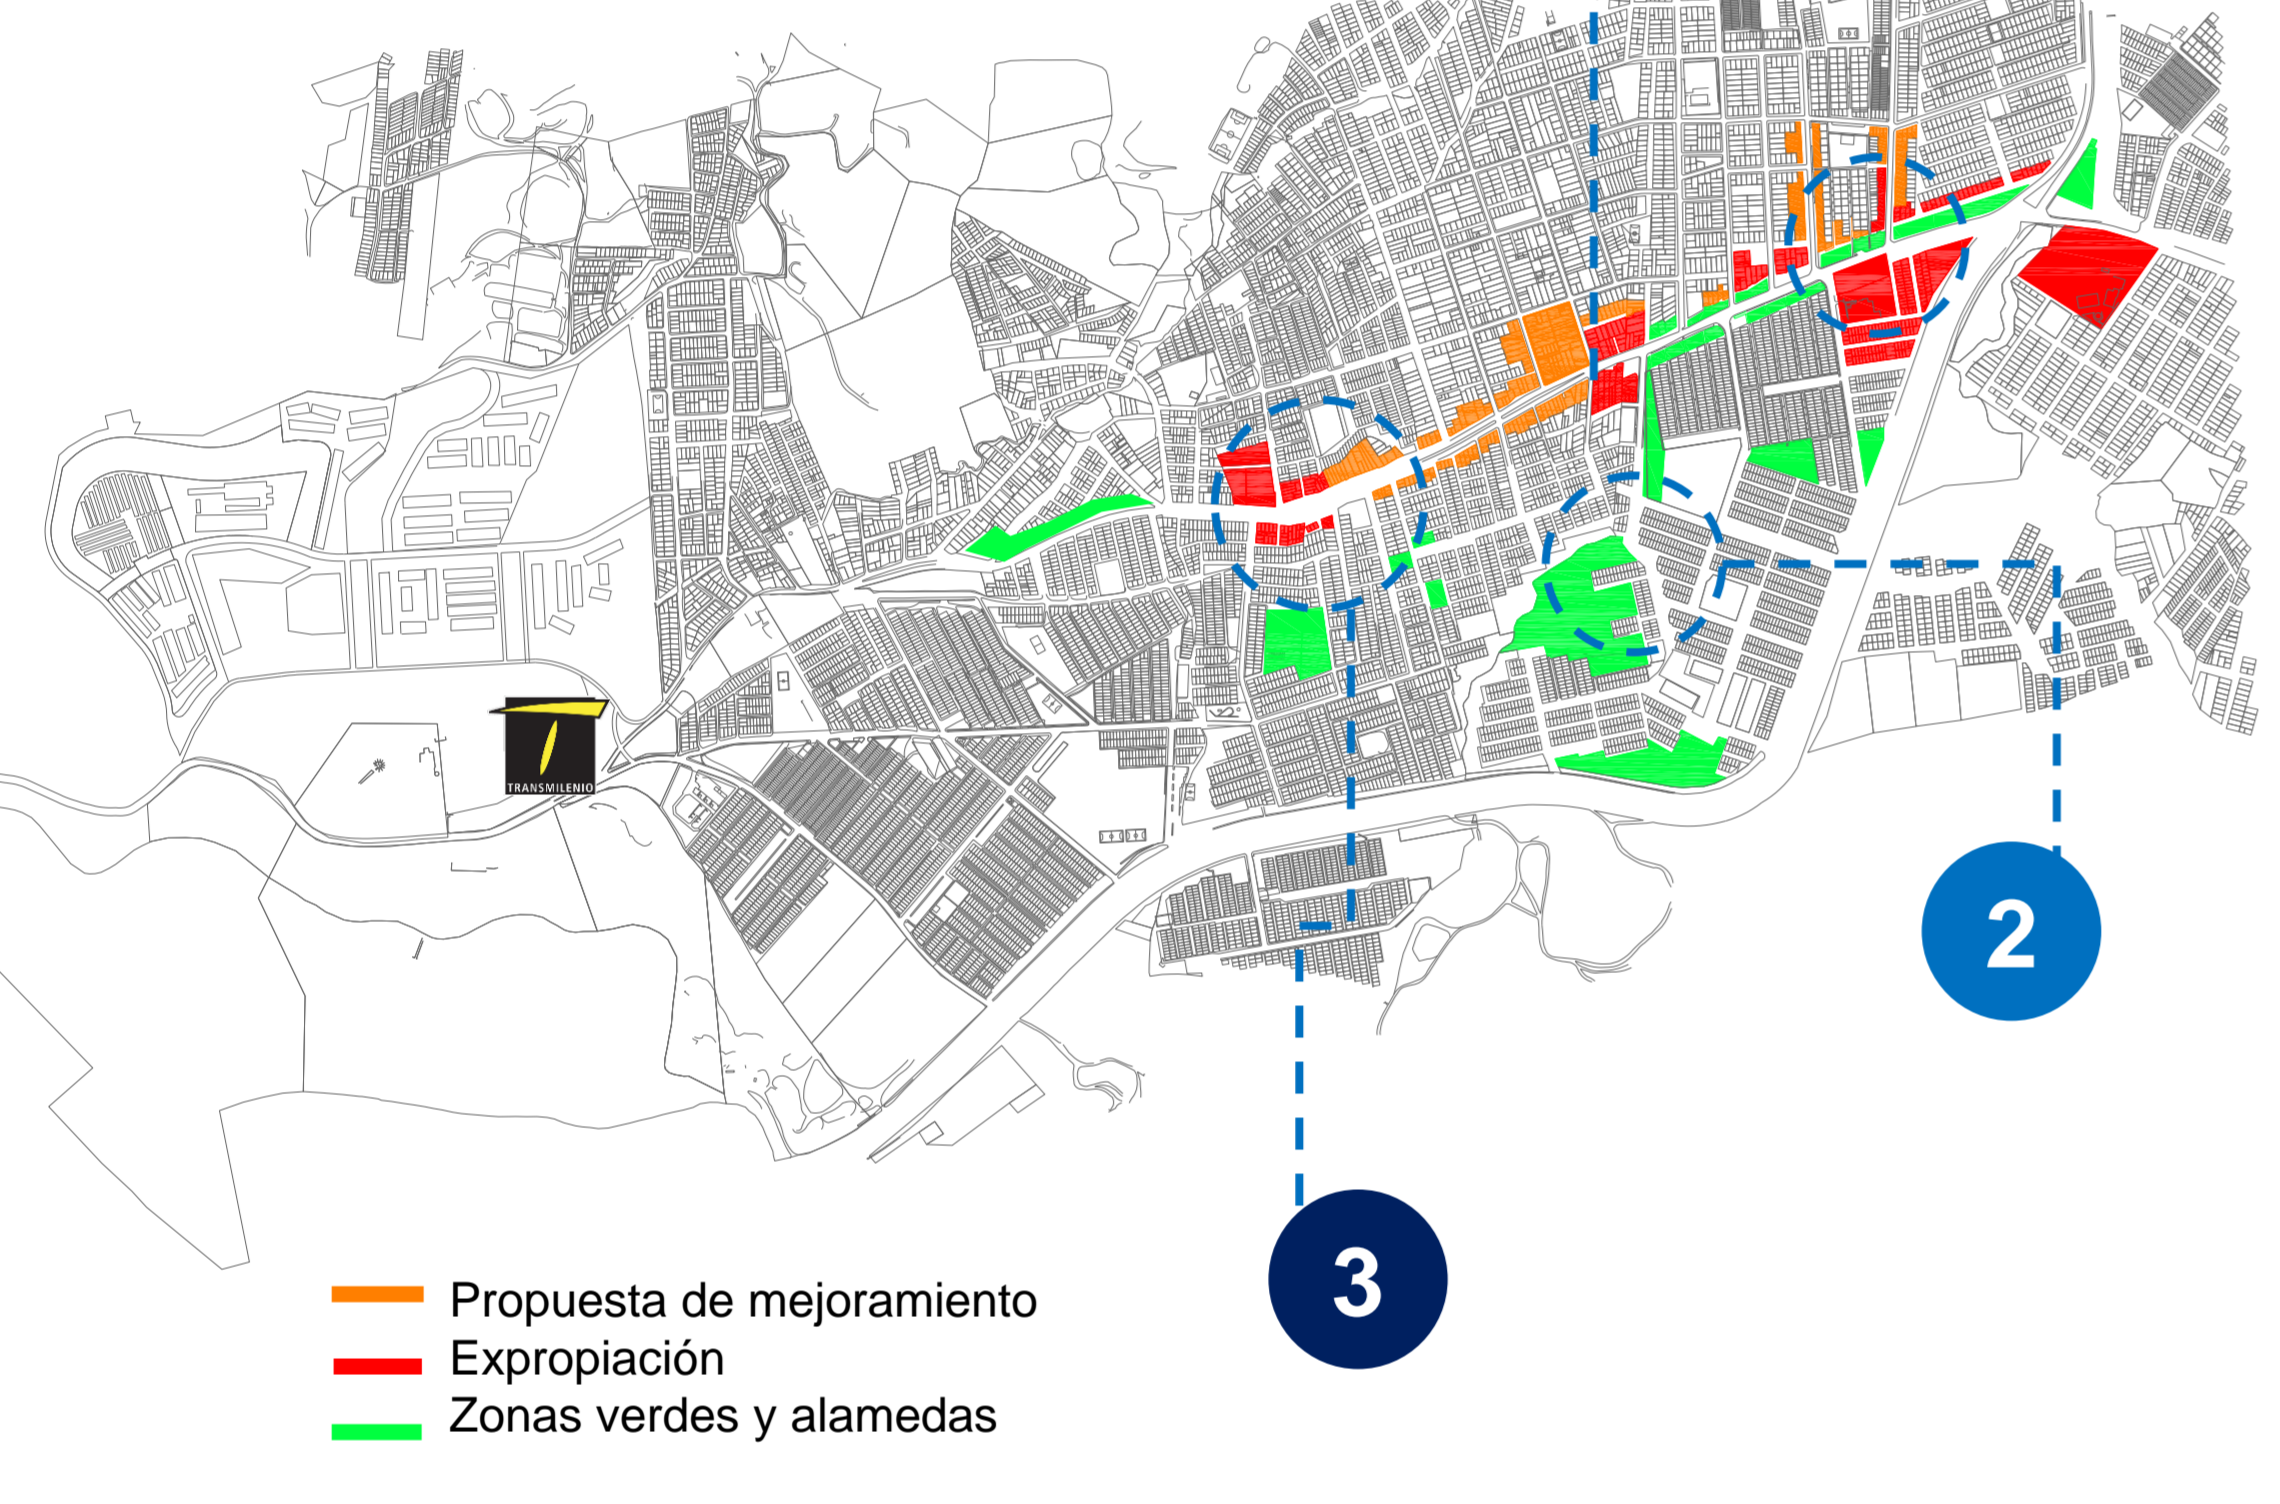 TRANSMILENIO
2
3
Propuesta de mejoramiento
Expropiación
Zonas verdes y alamedas